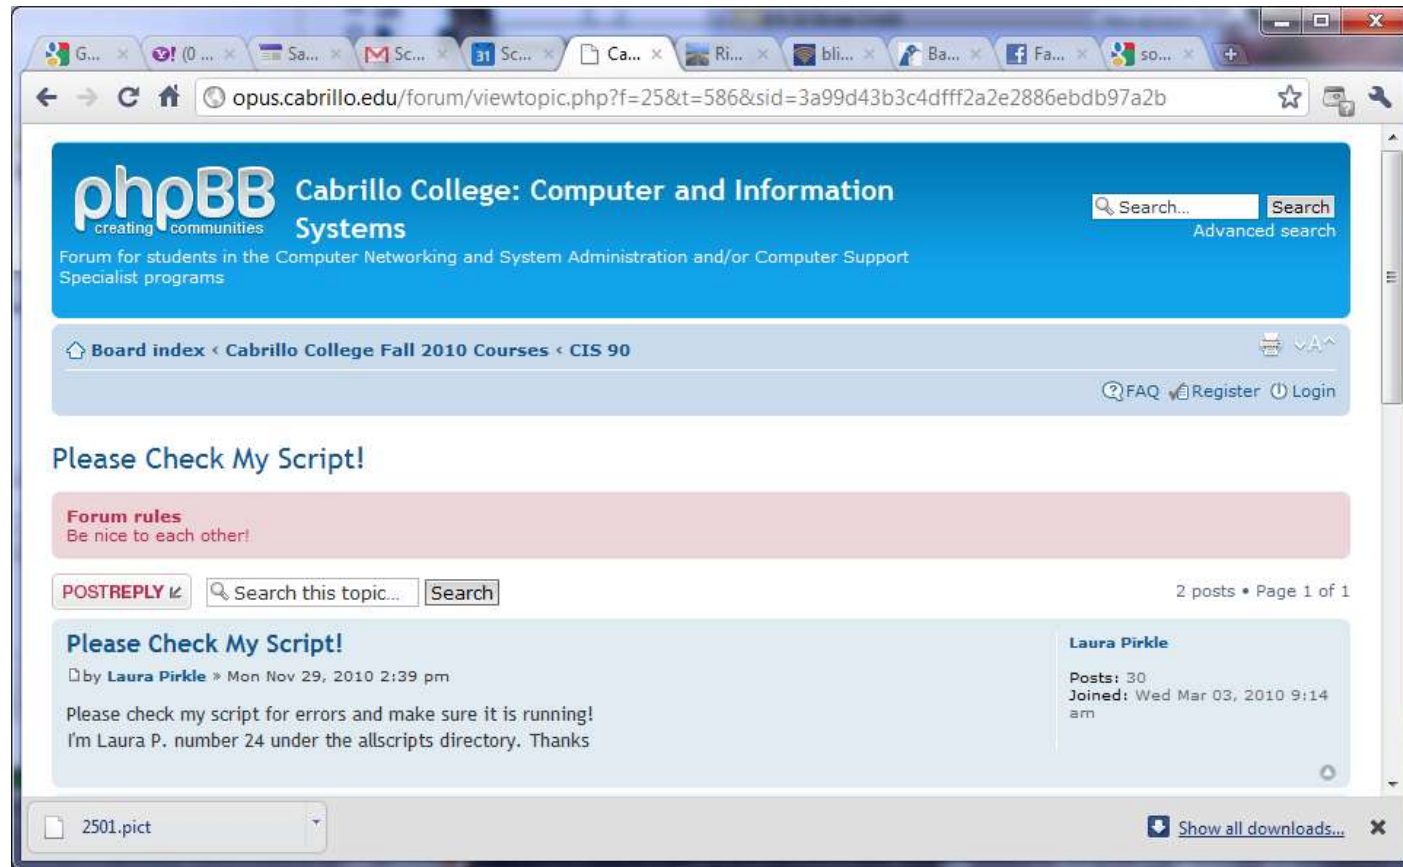 G...
(0 ...
Sa...
Sc...
31 Sc...
Ca...
Ri...
bli...
Ba...
Fa...
so...
opus.cabrillo.edu/forum/viewtopic.php?f=25&t=586&sid=3a99d43b3c4dfff2a2e2886ebdb97a2b
phpBB
creating communities
Cabrillo College: Computer and Information
Systems
Forum for students in the Computer Networking and System Administration and/or Computer Support
Specialist programs
Search... Search
Advanced search
Board index ‹ Cabrillo College Fall 2010 Courses ‹ CIS 90
A
FAQ Register Login
Please Check My Script!
Forum rules
Be nice to each other!
POSTREPLY Search this topic... Search 2 posts • Page 1 of 1
Please Check My Script!
by Laura Pirkle » Mon Nov 29, 2010 2:39 pm
Please check my script for errors and make sure it is running!
I'm Laura P. number 24 under the allscripts directory. Thanks
Laura Pirkle
Posts: 30
Joined: Wed Mar 03, 2010 9:14
am
2501.pict
Show all downloads...